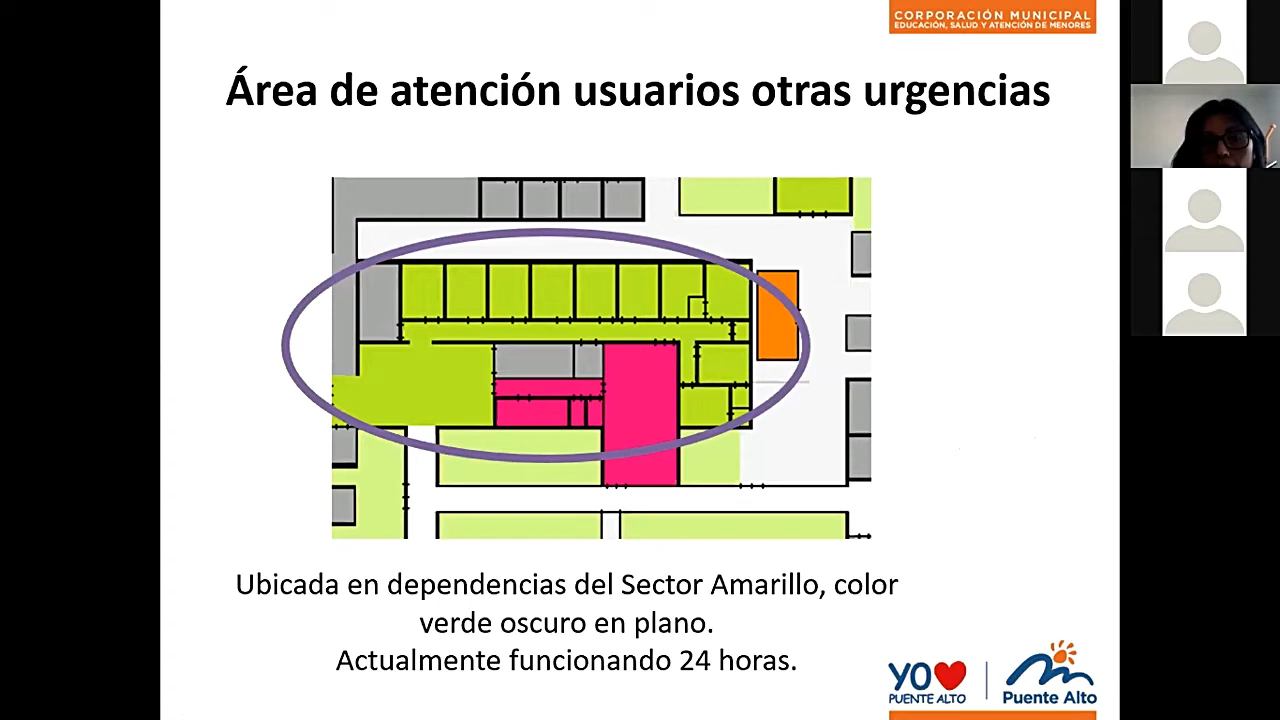 CORPORACIÓN MUNICIPAL
EDUCACIÓN, SALUD Y ATENCIÓN DE MENORES
Área de atención usuarios otras urgencias
Ubicada en dependencias del Sector Amarillo, color
verde oscuro en plano.
Actualmente funcionando 24 horas.
YO
PUENTE ALTO
Puente Alto